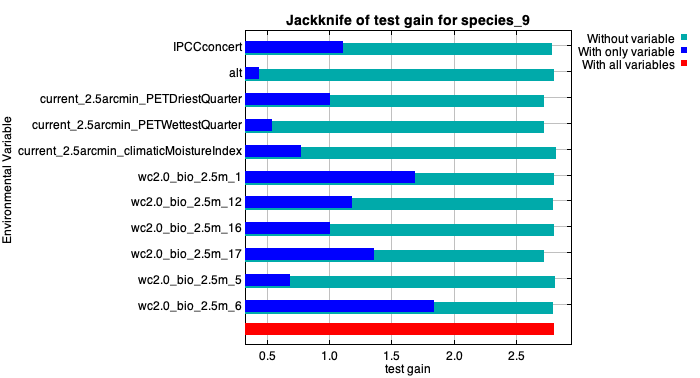 Jackknife of test gain for species_9
Without variable
With only variable
With all variables
Environmental Variable
IPCCconcert
alt
current_2.5arcmin_PETDriestQuarter
current_2.5arcmin_PETWettestQuarter
current_2.5arcmin_climaticMoistureIndex
wc2.0_bio_2.5m_1
wc2.0_bio_2.5m_12
wc2.0_bio_2.5m_16
wc2.0_bio_2.5m_17
wc2.0_bio_2.5m_5
wc2.0_bio_2.5m_6
0.5 1.0 1.5 2.0 2.5
test gain